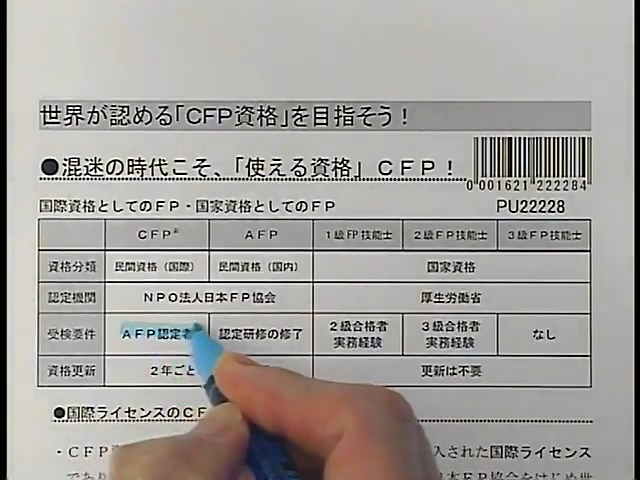 世界が認める「CFP資格」を目指そう！
●混迷の時代こそ、「使える資格」ＣＦＰ！
0 001621 222284
国際資格としてのＦＰ・国家資格としてのＦＰ
PU22228
ＣＦＰ® ＡＦＰ １級FP技能士 ２級ＦＰ技能士 ３級ＦＰ技能士
資格分類 民間資格（国際） 民間資格（国内） 国家資格
認定機関 ＮＰＯ法人日本ＦＰ協会 厚生労働省
受検要件 ＡＦＰ認定者 認定研修の修了 ２級合格者 実務経験 ３級合格者 実務経験 なし
資格更新 ２年ごと 更新は不要
●国際ライセンスのＣＦ
・ＣＦＰ 入された国際ライセンス
であり 本ＦＰ協会をはじめ世